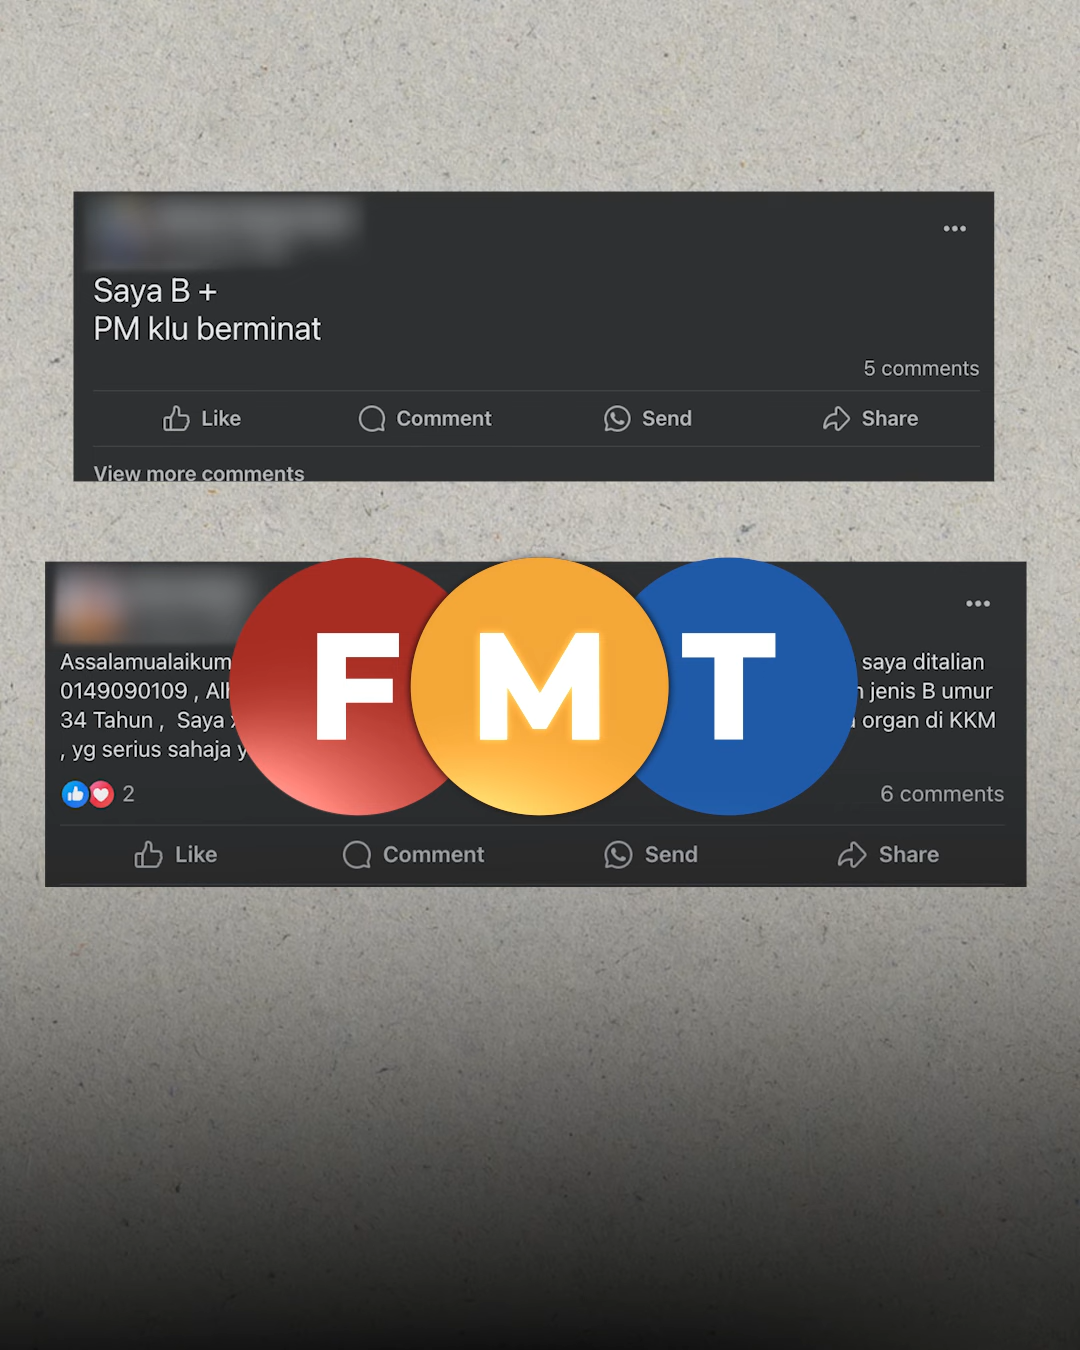 Saya B +
PM klu berminat
5 comments
Like Comment Send Share
View more comments
F M T
Assalamualaikum saya ditalian
0149090109 , jenis B umur
34 Tahun , Saya organ di KKM
, yg serius sahaja
2 6 comments
Like Comment Send Share